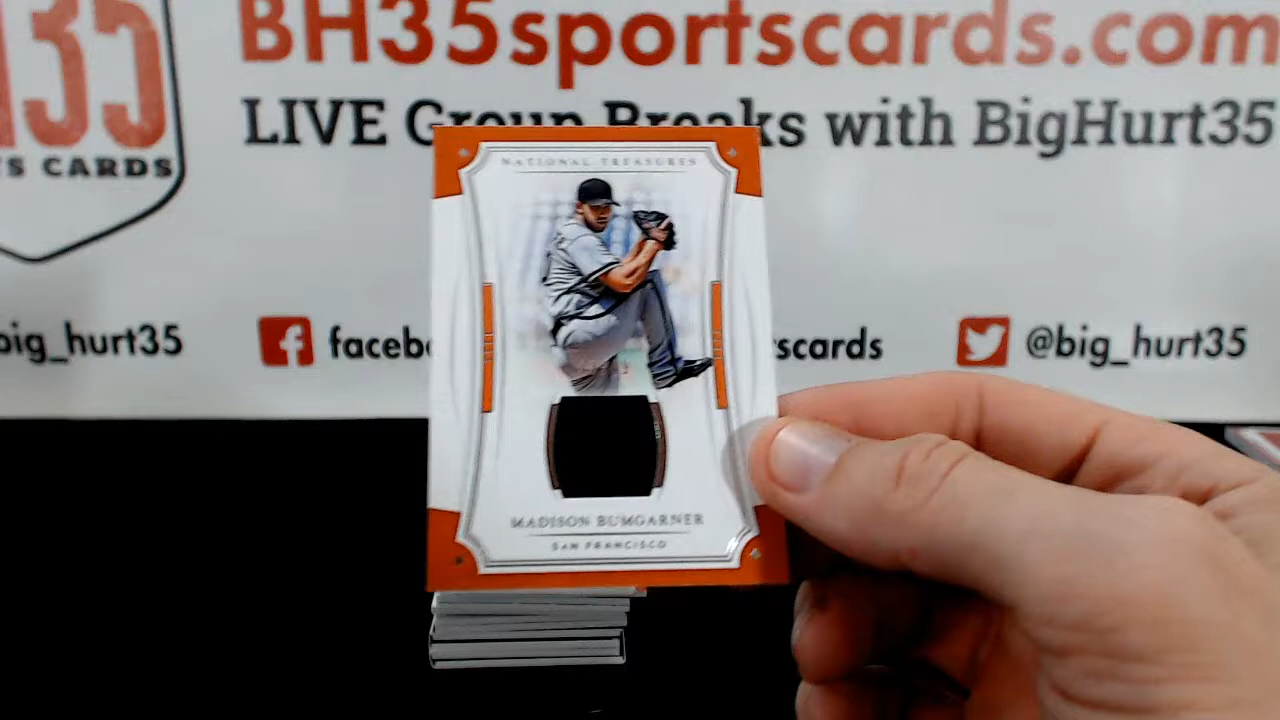 35
S CARDS
BH35sportscards.com
LIVE Group Breaks with BigHurt35
big_hurt35
facebo
scards
@big_hurt35
NATIONAL TREASURES
MADISON BUMGARNER
SAN FRANCISCO